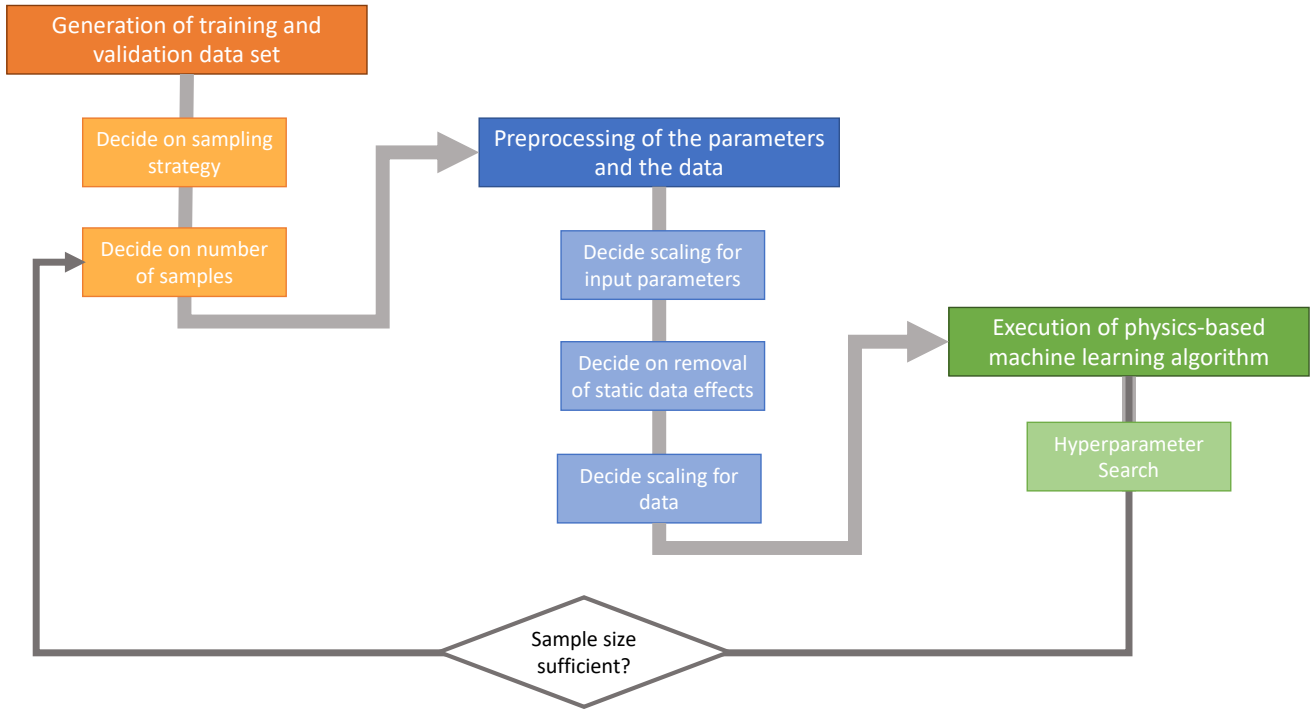 Generation of training and
validation data set
Decide on sampling
strategy
Decide on number
of samples
Preprocessing of the parameters
and the data
Decide scaling for
input parameters
Decide on removal
of static data effects
Decide scaling for
data
Execution of physics-based
machine learning algorithm
Hyperparameter
Search
Sample size
sufficient?